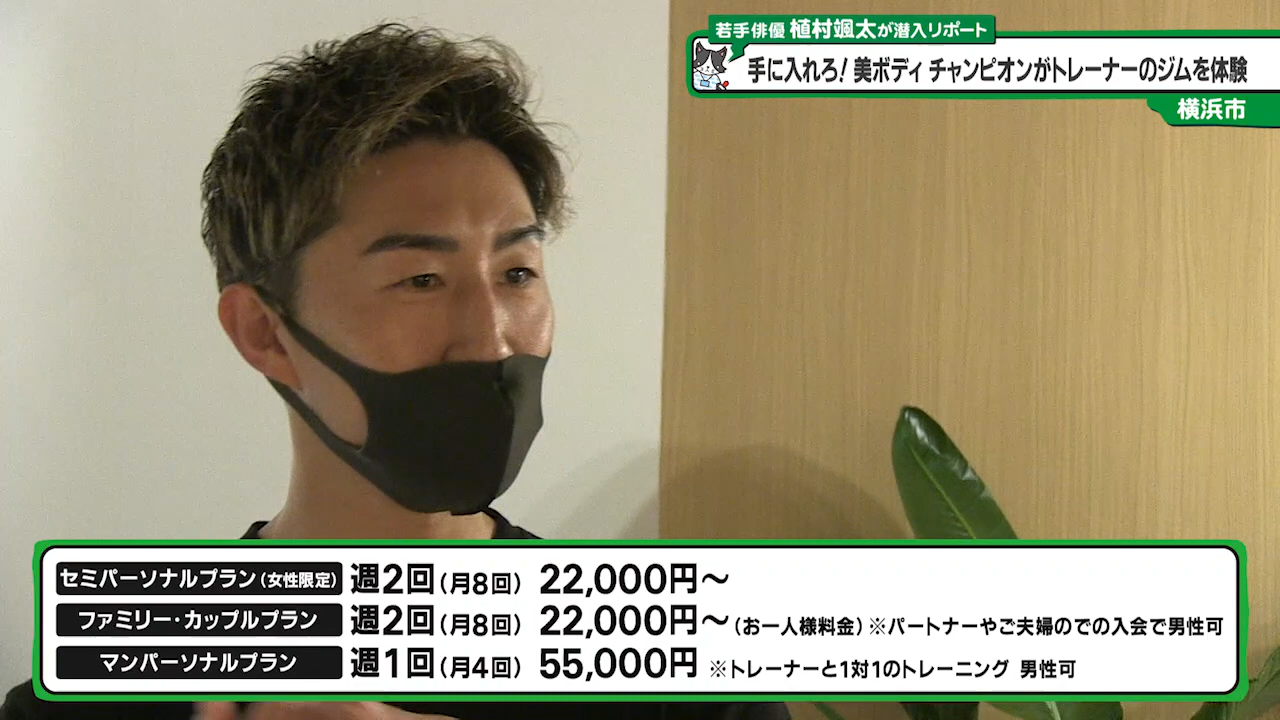 若手俳優 植村颯太が潜入リポート
手に入れろ！美ボディ チャンピオンがトレーナーのジムを体験
横浜市
セミパーソナルプラン(女性限定) 週2回(月8回) 22,000円～
ファミリー・カップルプラン 週2回(月8回) 22,000円～(お一人様料金)※パートナーやご夫婦のでの入会で男性可
マンパーソナルプラン 週1回(月4回) 55,000円 ※トレーナーと1対1のトレーニング 男性可